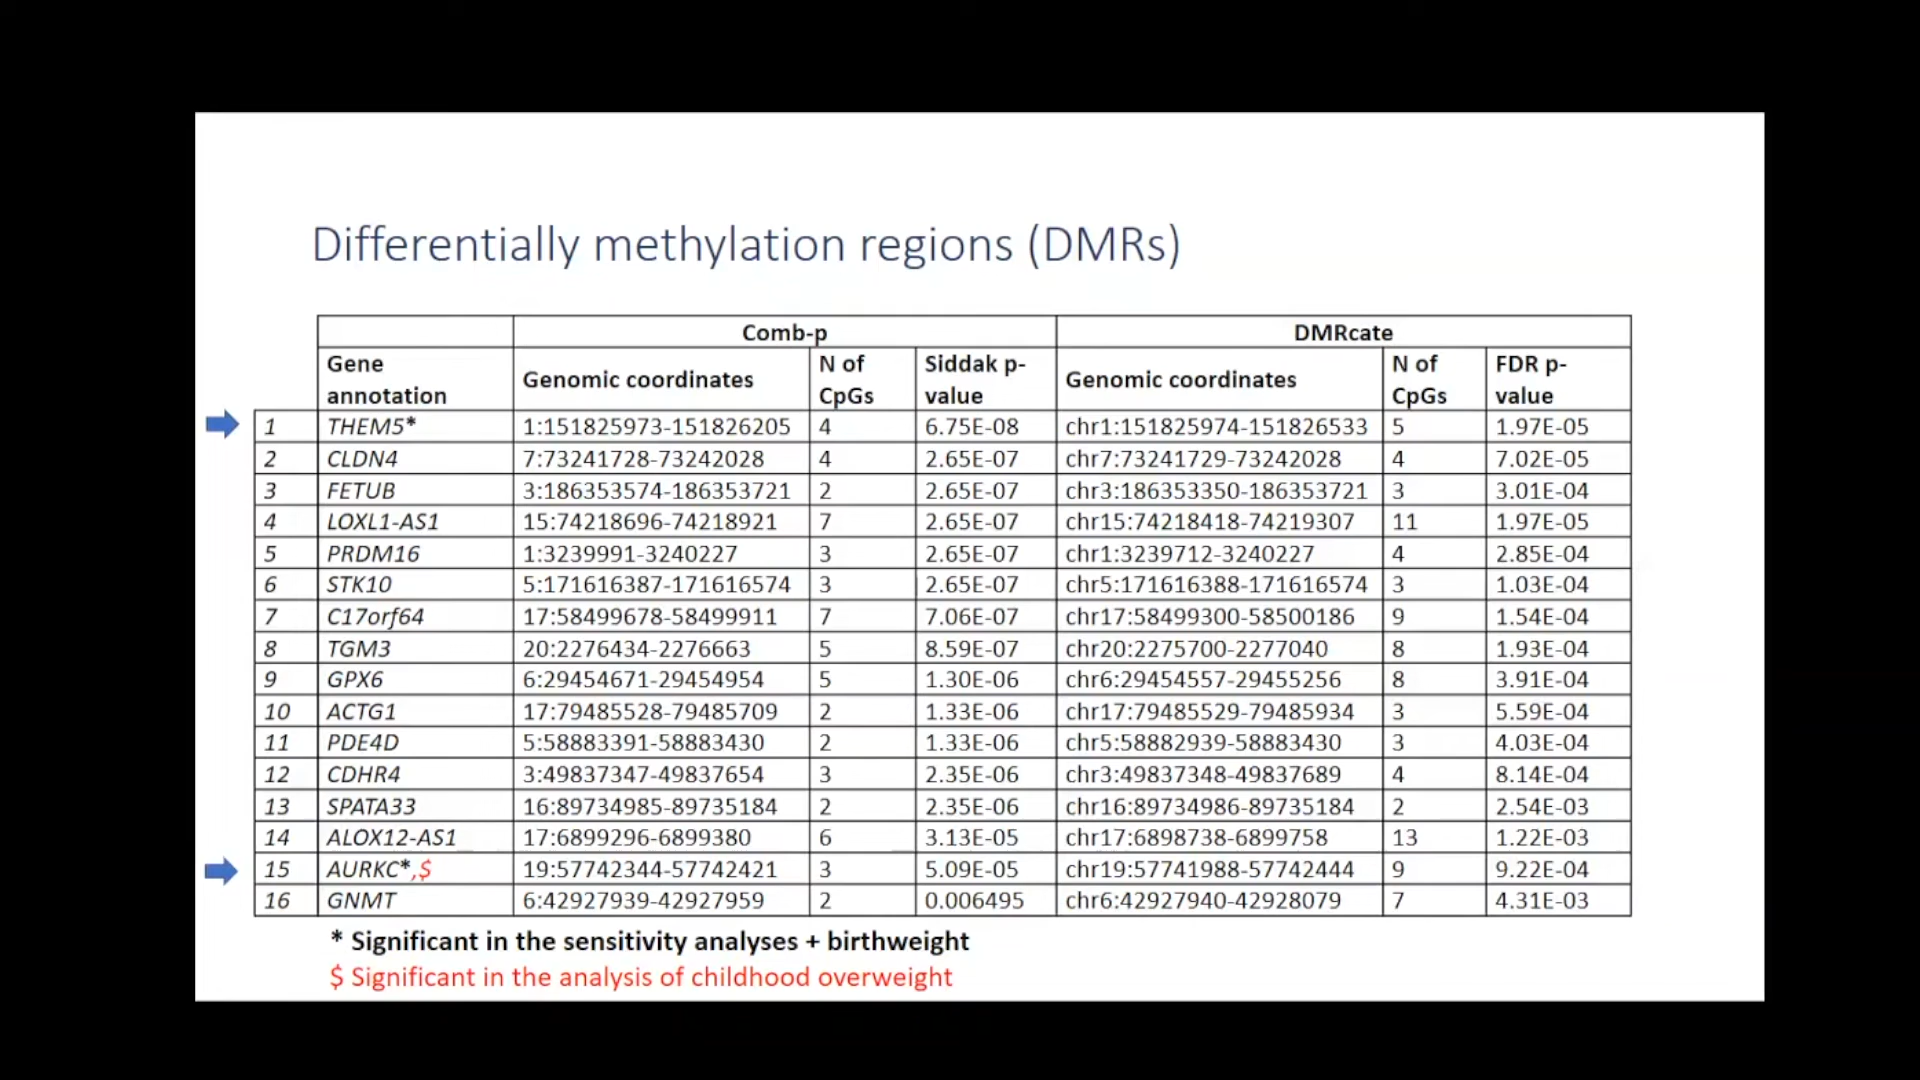 Differentially methylation regions (DMRs)
Comb-p DMRcate
Gene annotation Genomic coordinates N of CpGs Siddak p-value Genomic coordinates N of CpGs FDR p-value
1 THEM5* 1:151825973-151826205 4 6.75E-08 chr1:151825974-151826533 5 1.97E-05
2 CLDN4 7:73241728-73242028 4 2.65E-07 chr7:73241729-73242028 4 7.02E-05
3 FETUB 3:186353574-186353721 2 2.65E-07 chr3:186353350-186353721 3 3.01E-04
4 LOXL1-AS1 15:74218696-74218921 7 2.65E-07 chr15:74218418-74219307 11 1.97E-05
5 PRDM16 1:3239991-3240227 3 2.65E-07 chr1:3239712-3240227 4 2.85E-04
6 STK10 5:171616387-171616574 3 2.65E-07 chr5:171616388-171616574 3 1.03E-04
7 C17orf64 17:58499678-58499911 7 7.06E-07 chr17:58499300-58500186 9 1.54E-04
8 TGM3 20:2276434-2276663 5 8.59E-07 chr20:2275700-2277040 8 1.93E-04
9 GPX6 6:29454671-29454954 5 1.30E-06 chr6:29454557-29455256 8 3.91E-04
10 ACTG1 17:79485528-79485709 2 1.33E-06 chr17:79485529-79485934 3 5.59E-04
11 PDE4D 5:58883391-58883430 2 1.33E-06 chr5:58882939-58883430 3 4.03E-04
12 CDHR4 3:49837347-49837654 3 2.35E-06 chr3:49837348-49837689 4 8.14E-04
13 SPATA33 16:89734985-89735184 2 2.35E-06 chr16:89734986-89735184 2 2.54E-03
14 ALOX12-AS1 17:6899296-6899380 6 3.13E-05 chr17:6898738-6899758 13 1.22E-03
15 AURKC*,$ 19:57742344-57742421 3 5.09E-05 chr19:57741988-57742444 9 9.22E-04
16 GNMT 6:42927939-42927959 2 0.006495 chr6:42927940-42928079 7 4.31E-03
* Significant in the sensitivity analyses + birthweight
$ Significant in the analysis of childhood overweight